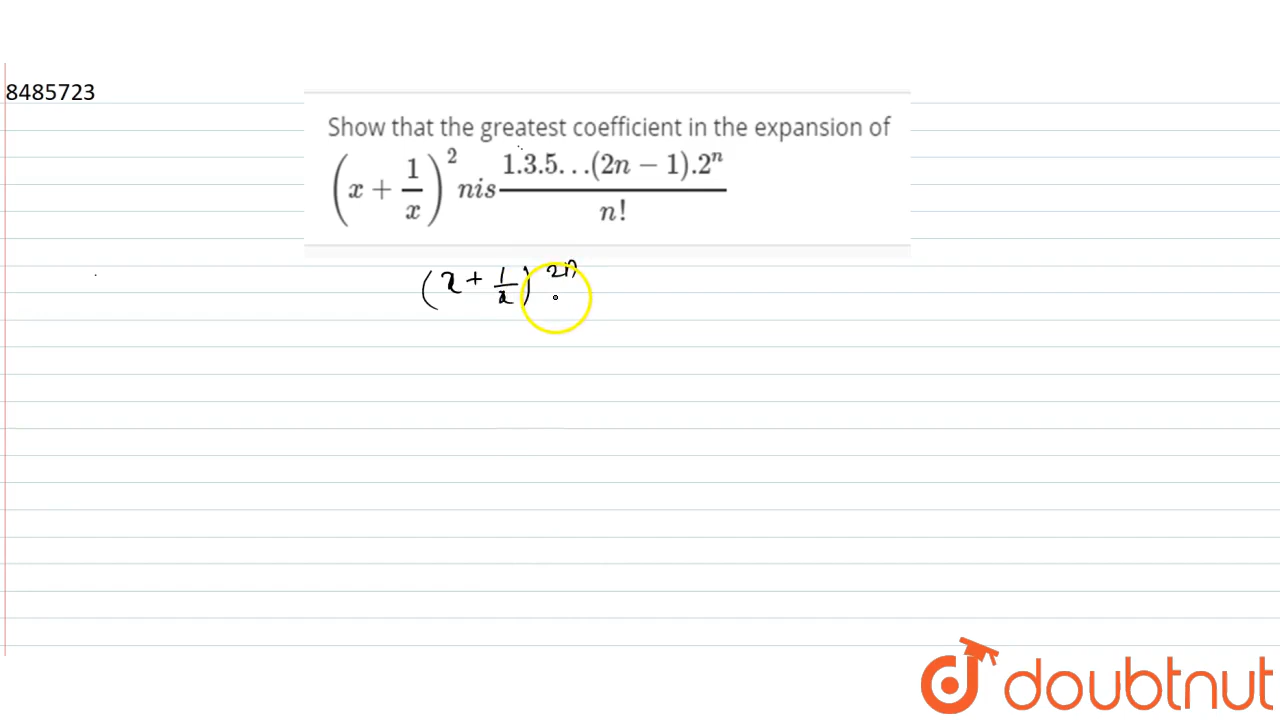 8485723
Show that the greatest coefficient in the expansion of
(x + 1/x)^2 nis 1.3.5...(2n − 1).2^n / n!
(x + 1/x)^2n
doubtnut